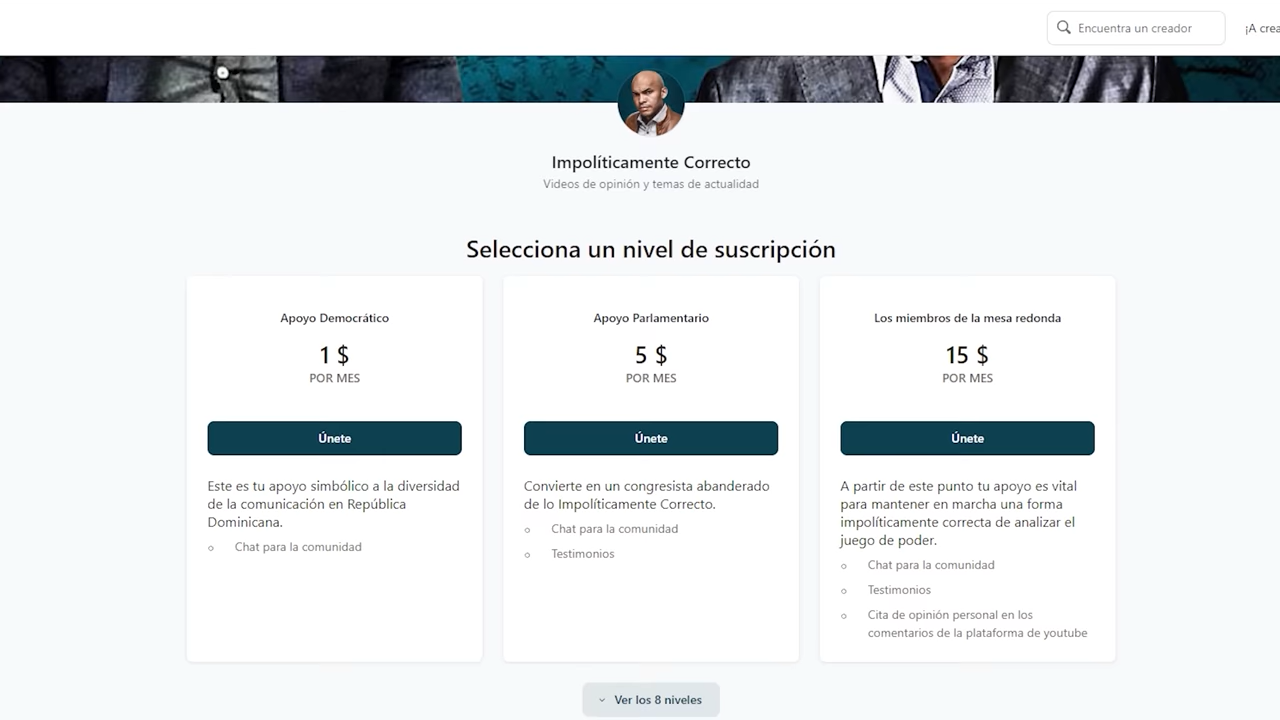 Encuentra un creador
¡A crea
Impolíticamente Correcto
Videos de opinión y temas de actualidad
Selecciona un nivel de suscripción
Apoyo Democrático
1 $
POR MES
Únete
Este es tu apoyo simbólico a la diversidad
de la comunicación en República
Dominicana.
Chat para la comunidad
Apoyo Parlamentario
5 $
POR MES
Únete
Convierte en un congresista abanderado
de lo Impolíticamente Correcto.
Chat para la comunidad
Testimonios
Los miembros de la mesa redonda
15 $
POR MES
Únete
A partir de este punto tu apoyo es vital
para mantener en marcha una forma
impolíticamente correcta de analizar el
juego de poder.
Chat para la comunidad
Testimonios
Cita de opinión personal en los
comentarios de la plataforma de youtube
Ver los 8 niveles